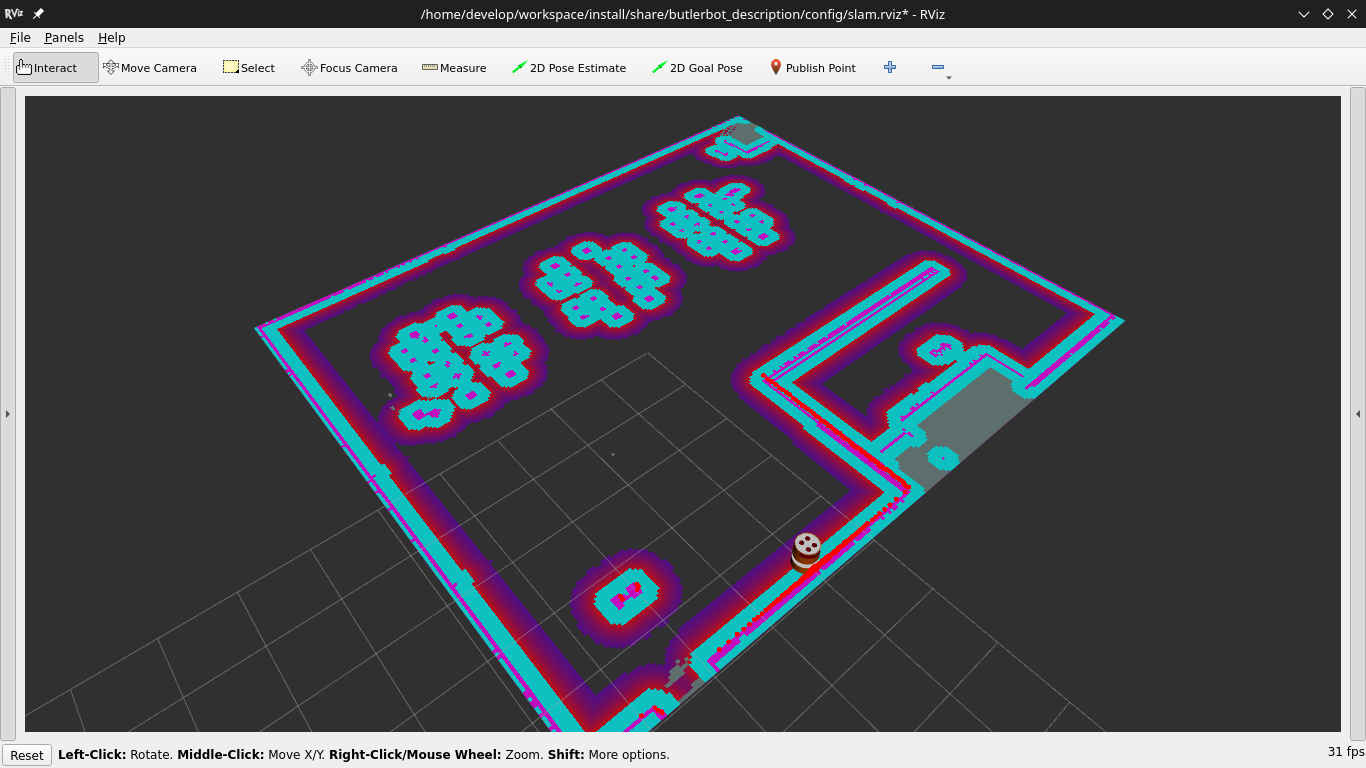 RViz
/home/develop/workspace/install/share/butlerbot_description/config/slam.rviz* - RViz
File Panels Help
Interact Move Camera Select Focus Camera Measure 2D Pose Estimate 2D Goal Pose Publish Point
Reset Left-Click: Rotate. Middle-Click: Move X/Y. Right-Click/Mouse Wheel: Zoom. Shift: More options. 31 fps